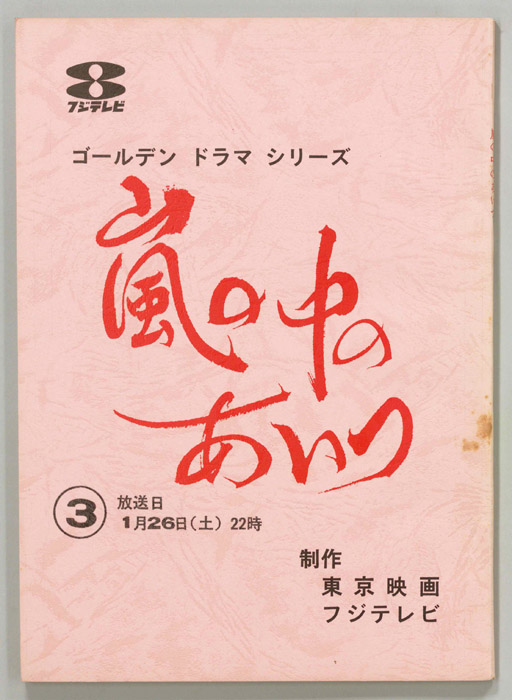 フジテレビ
ゴールデン ドラマ シリーズ
嵐の中の
あいつ
③
放送日
1月26日(土) 22時
制作
東京映画
フジテレビ